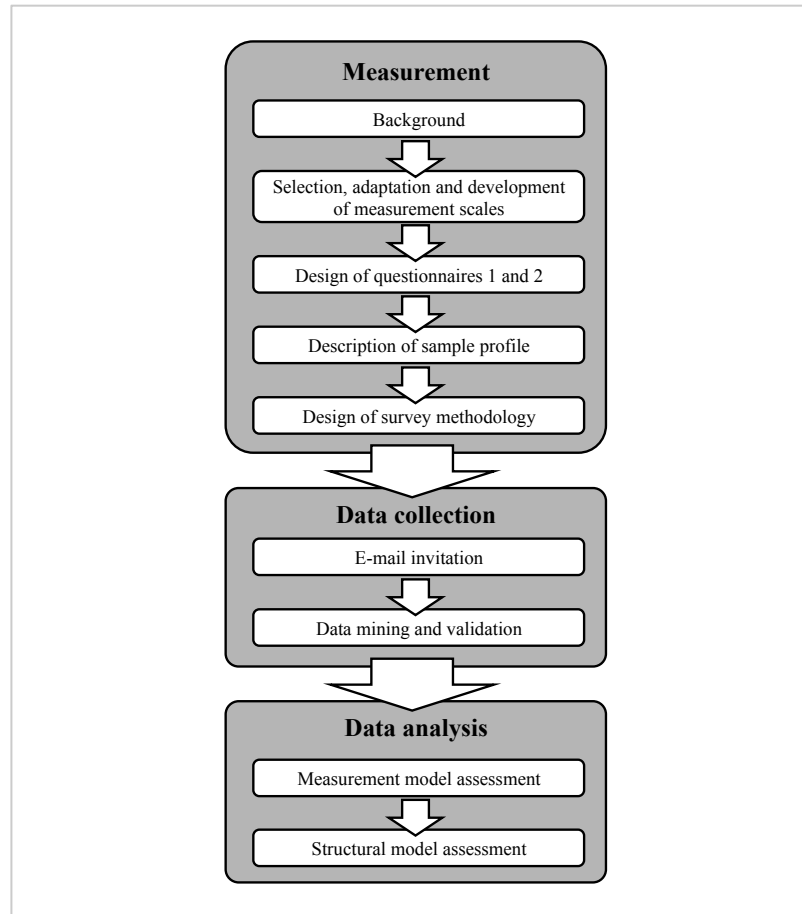 Measurement
Background
Selection, adaptation and development
of measurement scales
Design of questionnaires 1 and 2
Description of sample profile
Design of survey methodology
Data collection
E-mail invitation
Data mining and validation
Data analysis
Measurement model assessment
Structural model assessment